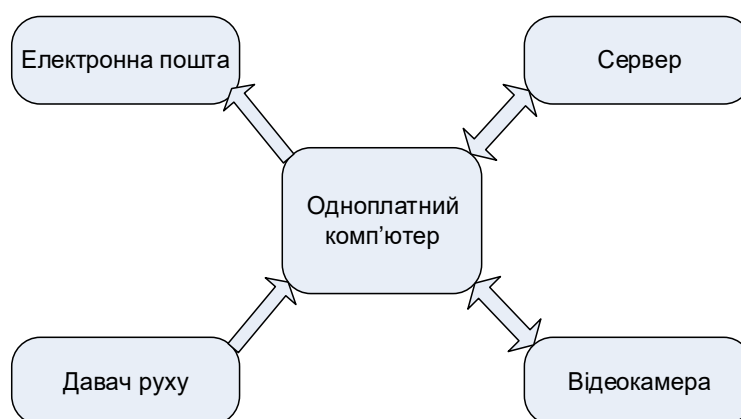 Електронна пошта
Сервер
Одноплатний
комп'ютер
Давач руху
Відеокамера